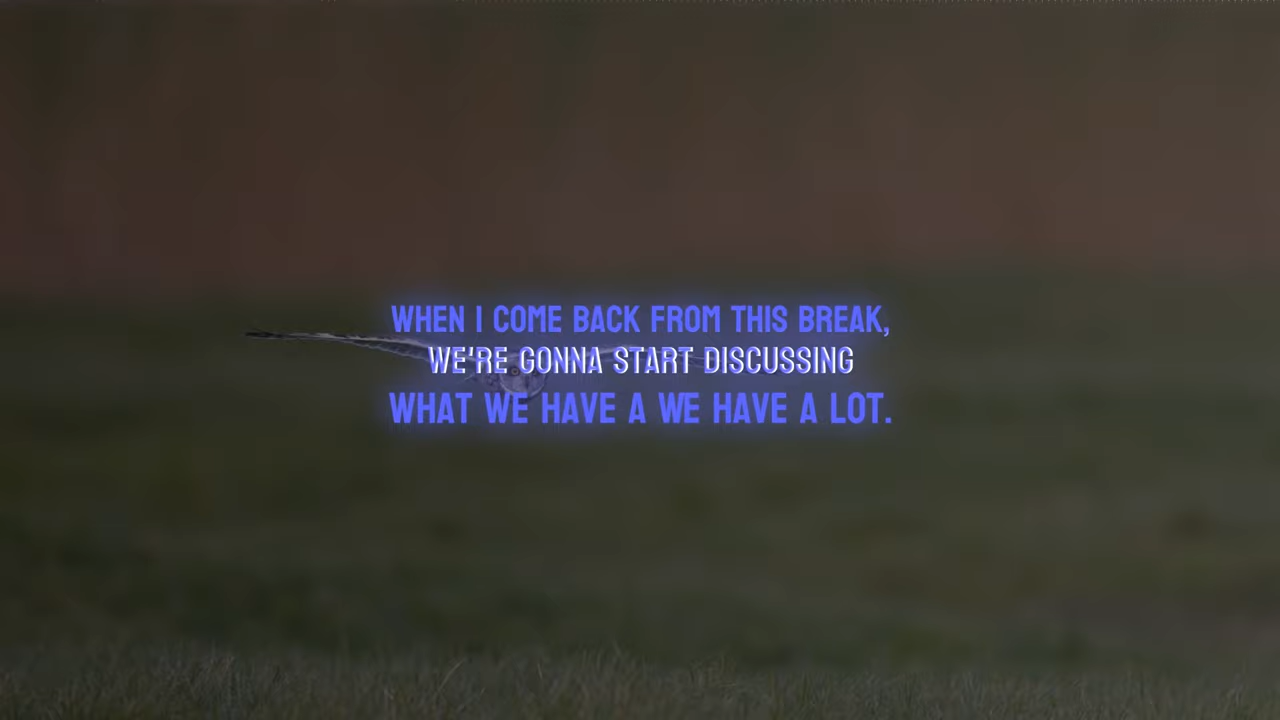 WHEN I COME BACK FROM THIS BREAK,
WE'RE GONNA START DISCUSSING
WHAT WE HAVE A WE HAVE A LOT.